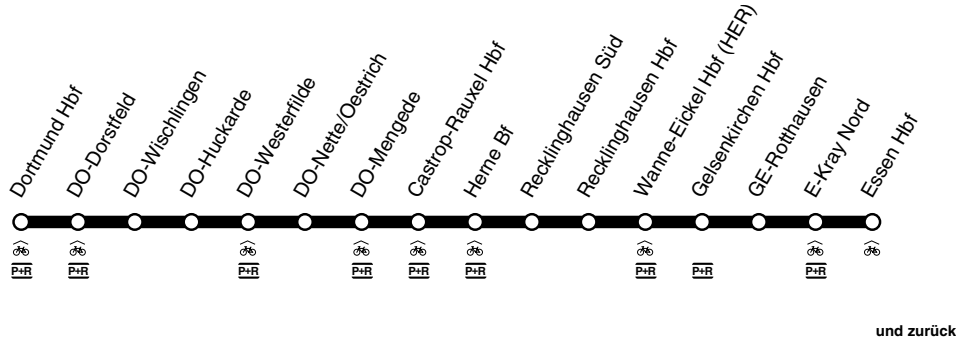 Dortmund Hbf
DO-Dorstfeld
DO-Wischlingen
DO-Huckarde
DO-Westerfilde
DO-Nette/Oestrich
DO-Mengede
Castrop-Rauxel Hbf
Herne Bf
Recklinghausen Süd
Recklinghausen Hbf
Wanne-Eickel Hbf (HER)
Gelsenkirchen Hbf
GE-Rotthausen
E-Kray Nord
Essen Hbf
P+R
P+R
P+R
P+R
P+R
P+R
P+R
P+R
P+R
und zurück